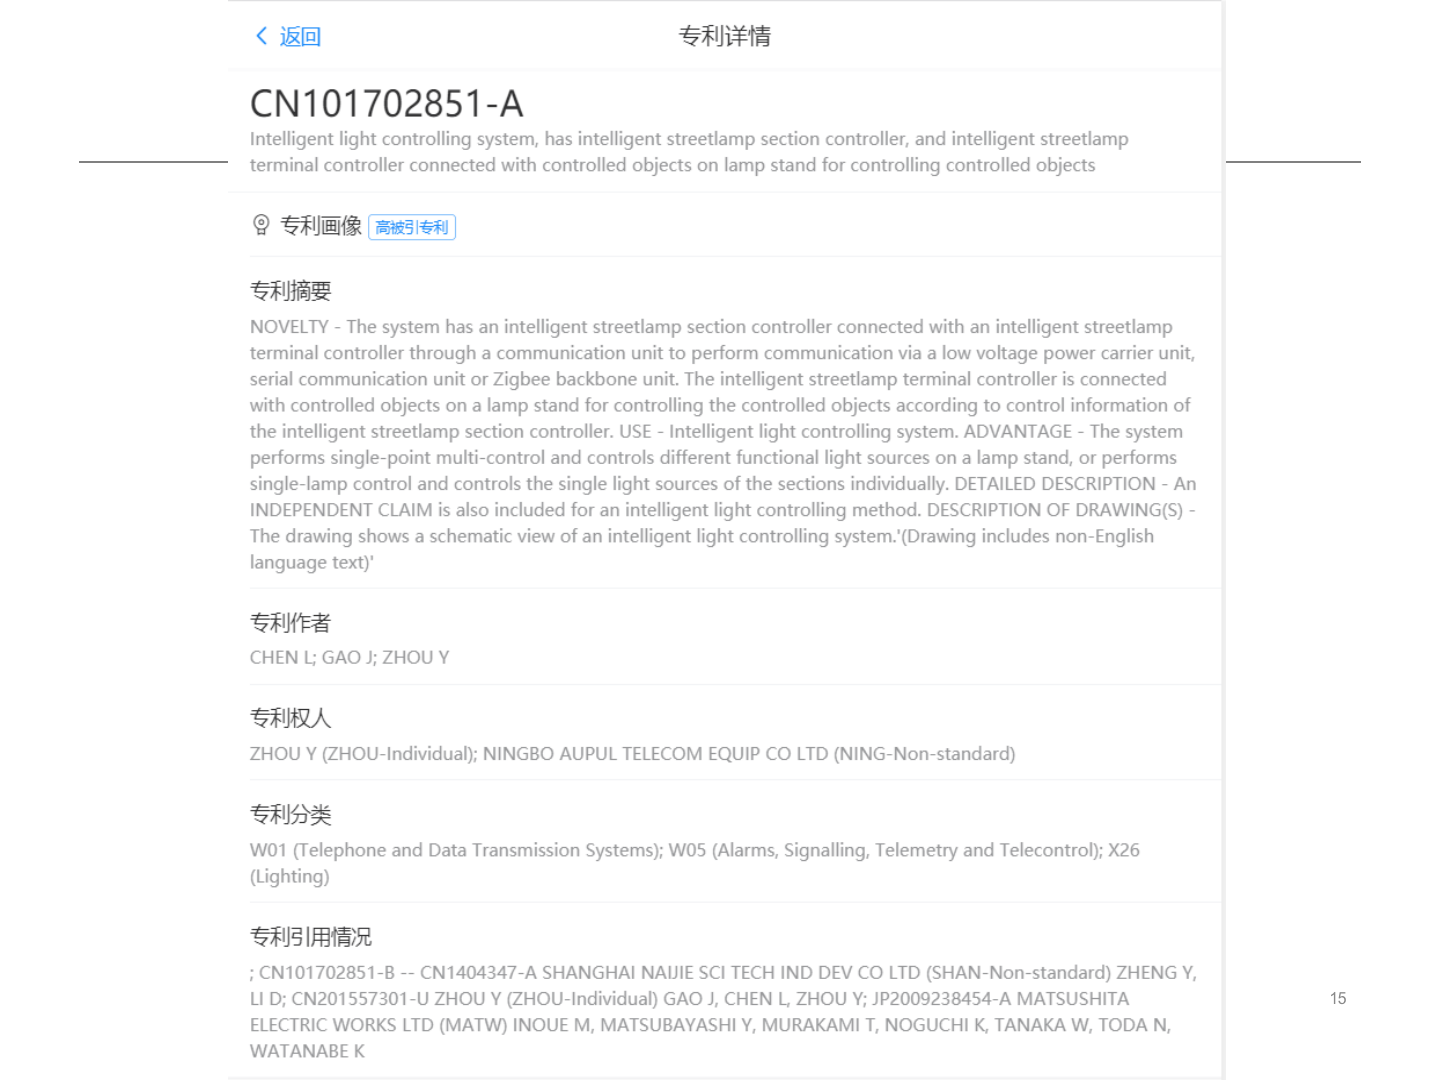 返回
专利详情
CN101702851-A
Intelligent light controlling system, has intelligent streetlamp section controller, and intelligent streetlamp
terminal controller connected with controlled objects on lamp stand for controlling controlled objects
专利画像 高被引专利
专利摘要
NOVELTY - The system has an intelligent streetlamp section controller connected with an intelligent streetlamp
terminal controller through a communication unit to perform communication via a low voltage power carrier unit,
serial communication unit or Zigbee backbone unit. The intelligent streetlamp terminal controller is connected
with controlled objects on a lamp stand for controlling the controlled objects according to control information of
the intelligent streetlamp section controller. USE - Intelligent light controlling system. ADVANTAGE - The system
performs single-point multi-control and controls different functional light sources on a lamp stand, or performs
single-lamp control and controls the single light sources of the sections individually. DETAILED DESCRIPTION - An
INDEPENDENT CLAIM is also included for an intelligent light controlling method. DESCRIPTION OF DRAWING(S) -
The drawing shows a schematic view of an intelligent light controlling system.'(Drawing includes non-English
language text)'
专利作者
CHEN L; GAO J; ZHOU Y
专利权人
ZHOU Y (ZHOU-Individual); NINGBO AUPUL TELECOM EQUIP CO LTD (NING-Non-standard)
专利分类
W01 (Telephone and Data Transmission Systems); W05 (Alarms, Signalling, Telemetry and Telecontrol); X26
(Lighting)
专利引用情况
; CN101702851-B -- CN1404347-A SHANGHAI NAIJIE SCI TECH IND DEV CO LTD (SHAN-Non-standard) ZHENG Y,
LI D; CN201557301-U ZHOU Y (ZHOU-Individual) GAO J, CHEN L, ZHOU Y; JP2009238454-A MATSUSHITA
ELECTRIC WORKS LTD (MATW) INOUE M, MATSUBAYASHI Y, MURAKAMI T, NOGUCHI K, TANAKA W, TODA N,
WATANABE K
15